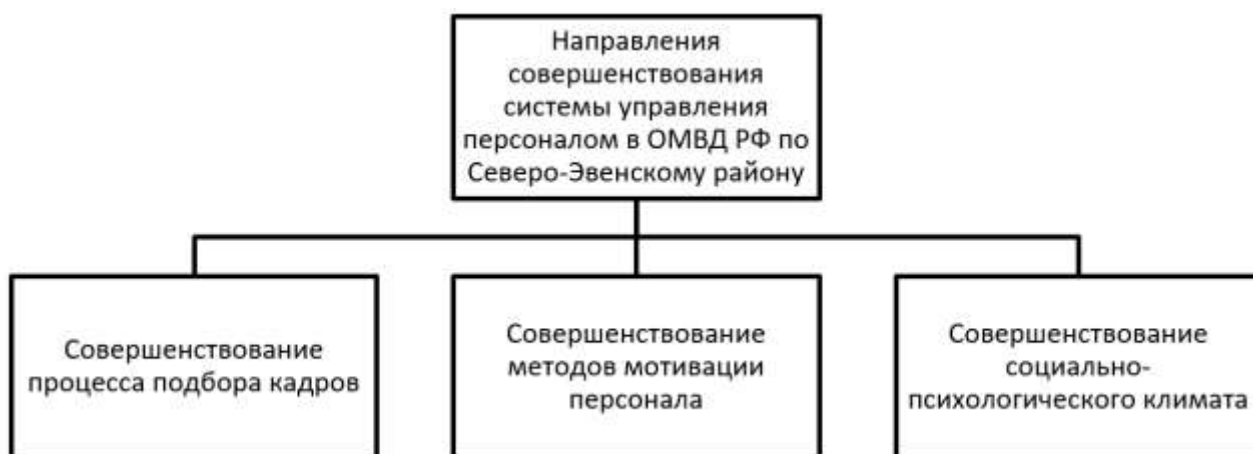 Направления
совершенствования
системы управления
персоналом в ОМВД РФ по
Северо-Эвенскому району
Совершенствование
процесса подбора кадров
Совершенствование
методов мотивации
персонала
Совершенствование
социально-
психологического климата